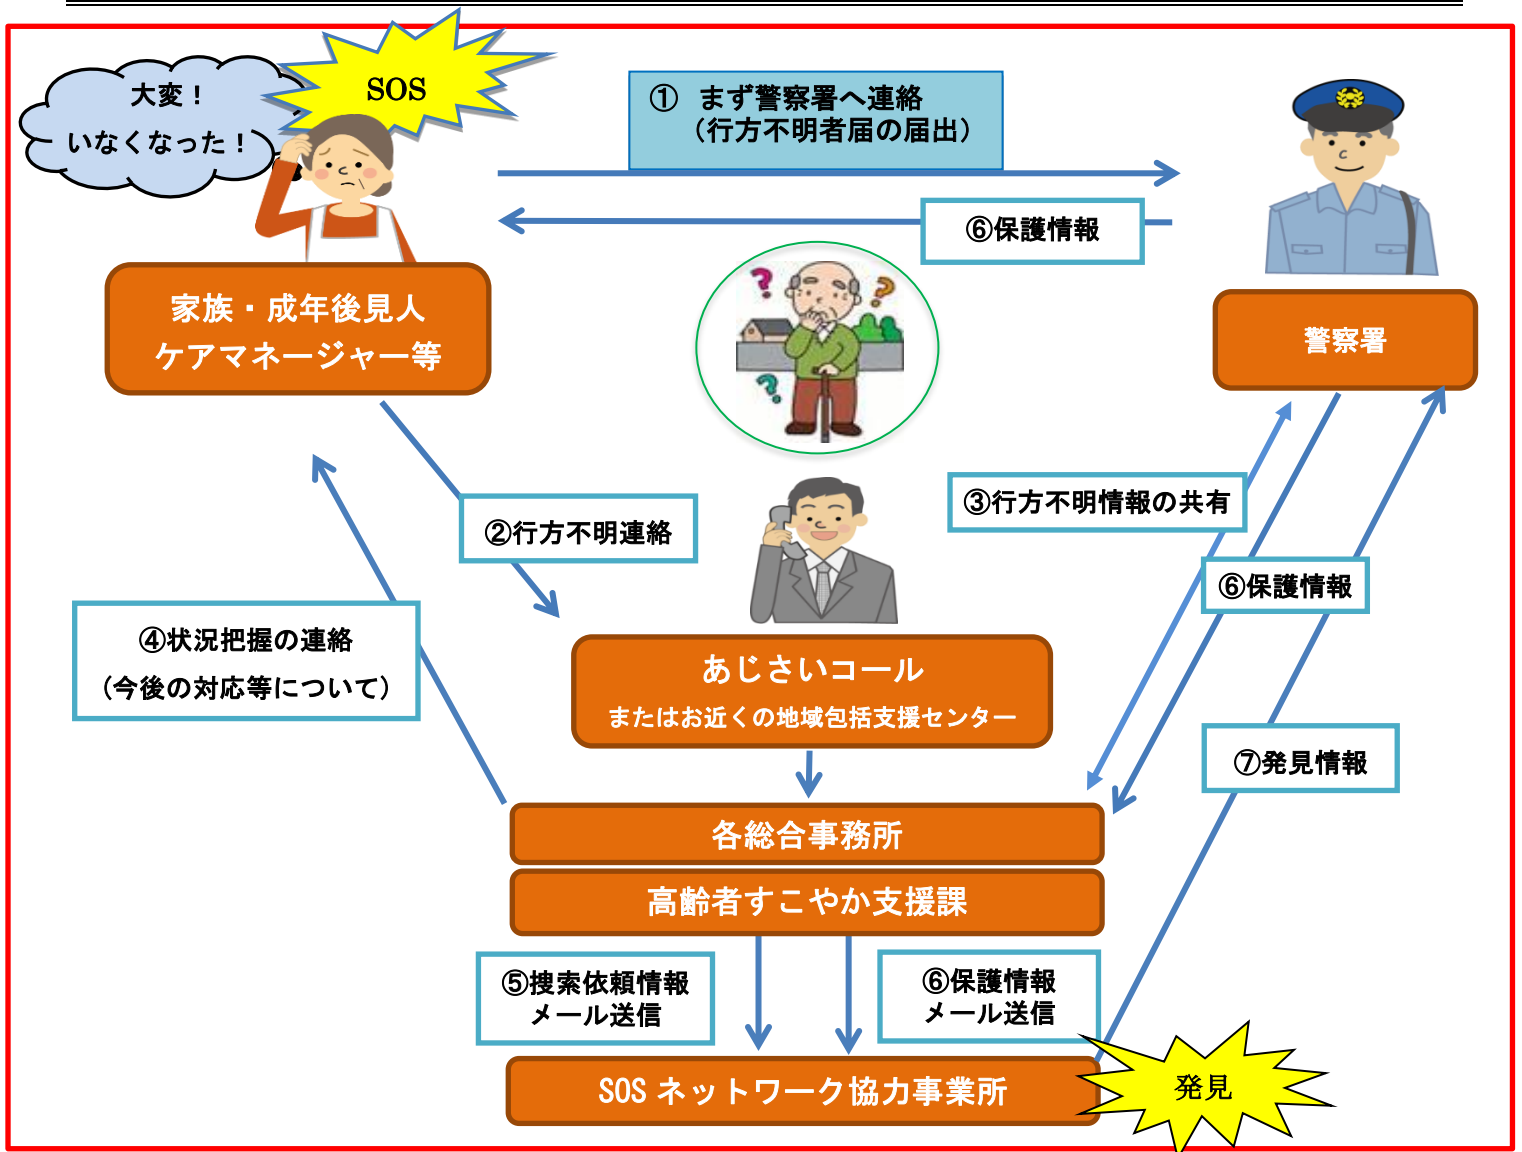 大変！
いなくなった！
SOS
① まず警察署へ連絡
（行方不明者届の届出）
⑥保護情報
家族・成年後見人
ケアマネージャー等
警察署
②行方不明連絡
③行方不明情報の共有
⑥保護情報
④状況把握の連絡
（今後の対応等について）
あじさいコール
またはお近くの地域包括支援センター
⑦発見情報
各総合事務所
高齢者すこやか支援課
⑤捜索依頼情報
メール送信
⑥保護情報
メール送信
SOS ネットワーク協力事業所
発見